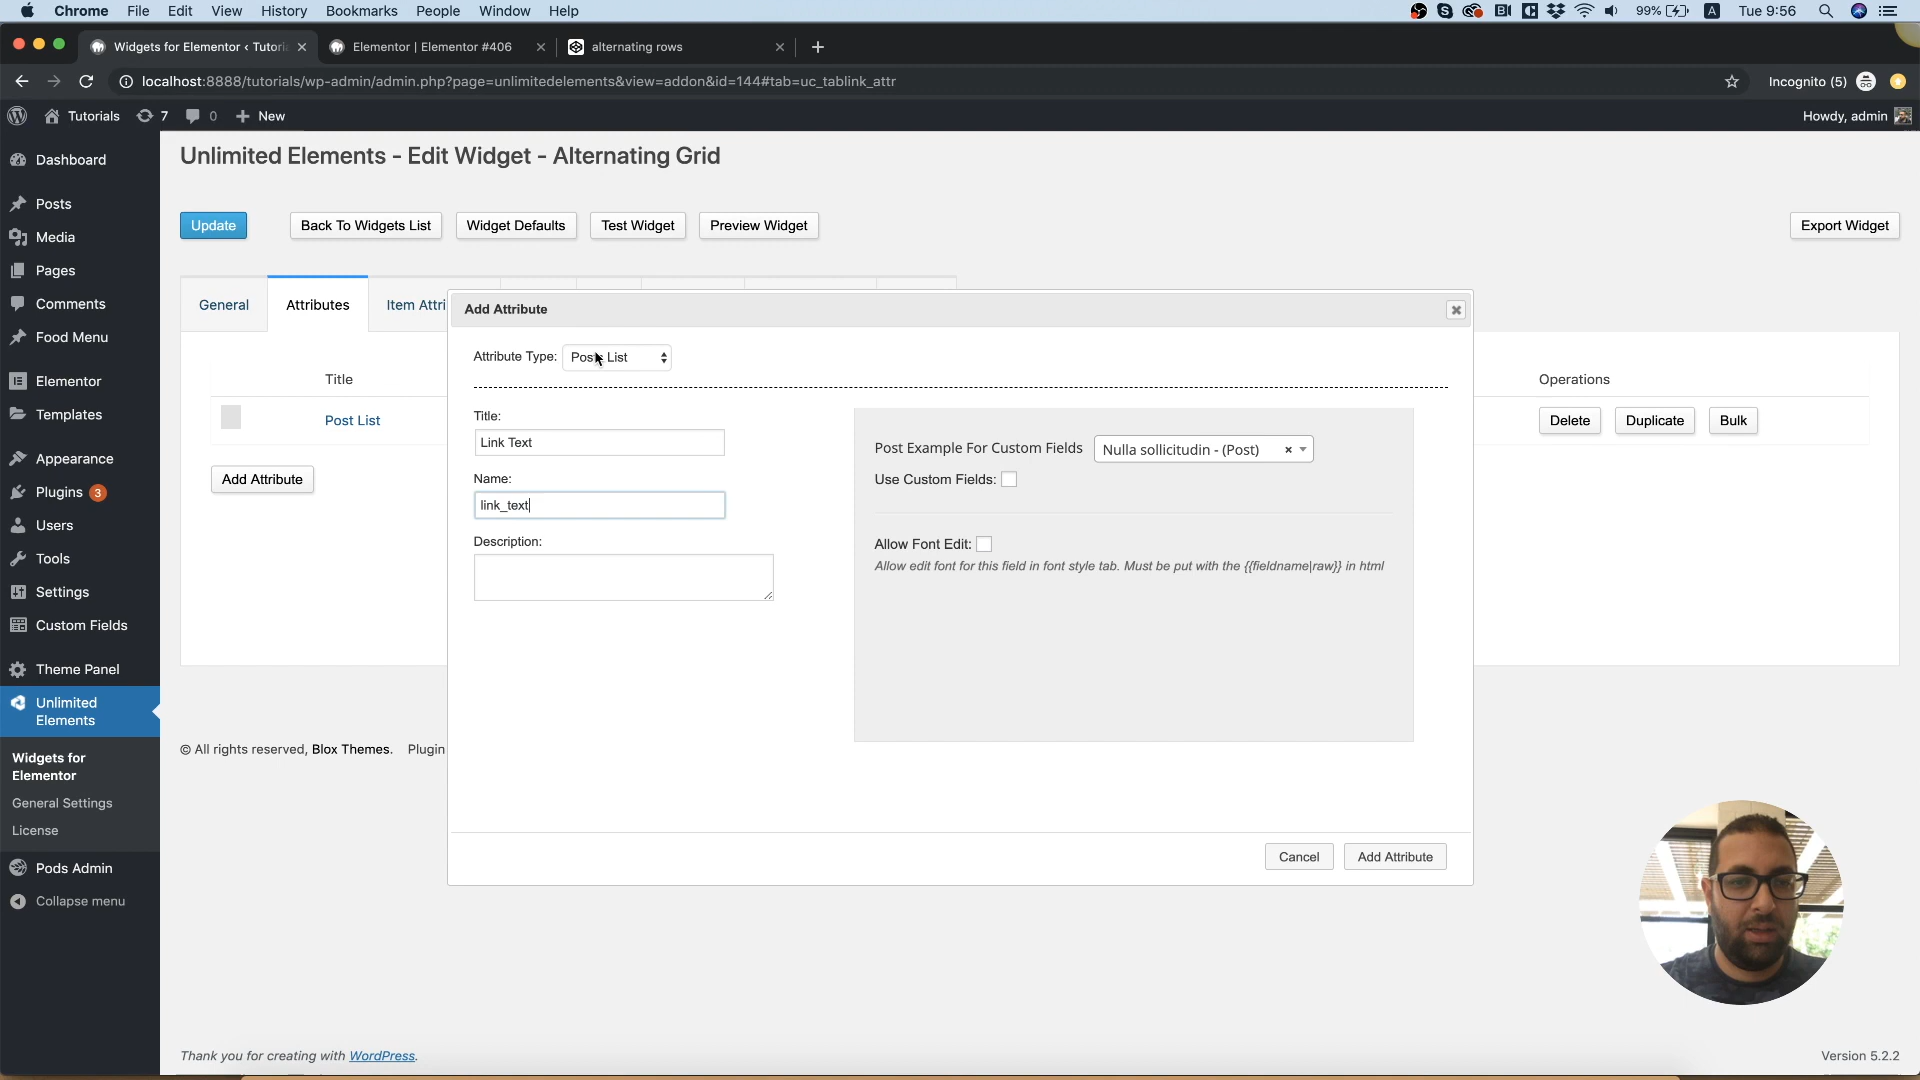 Chrome File Edit View History Bookmarks People Window Help
99% A Tue 9:56
Widgets for Elementor ‹ Tutori
Elementor | Elementor #406
alternating rows
localhost:8888/tutorials/wp-admin/admin.php?page=unlimitedelements&view=addon&id=144#tab=uc_tablink_attr
Incognito (5)
Tutorials 7 0 + New
Howdy, admin
Dashboard
Posts
Media
Pages
Comments
Food Menu
Elementor
Templates
Appearance
Plugins 3
Users
Tools
Settings
Custom Fields
Theme Panel
Unlimited
Elements
Widgets for
Elementor
General Settings
License
Pods Admin
Collapse menu
Unlimited Elements - Edit Widget - Alternating Grid
Update
Back To Widgets List
Widget Defaults
Test Widget
Preview Widget
Export Widget
General
Attributes
Item Attri
Title
Operations
Post List
Delete
Duplicate
Bulk
Add Attribute
© All rights reserved, Blox Themes. Plugin
Add Attribute
Attribute Type: Posts List
Title:
Link Text
Name:
link_text
Description:
Post Example For Custom Fields
Nulla sollicitudin - (Post)
Use Custom Fields:
Allow Font Edit:
Allow edit font for this field in font style tab. Must be put with the {{fieldname|raw}} in html
Cancel
Add Attribute
Thank you for creating with WordPress.
Version 5.2.2